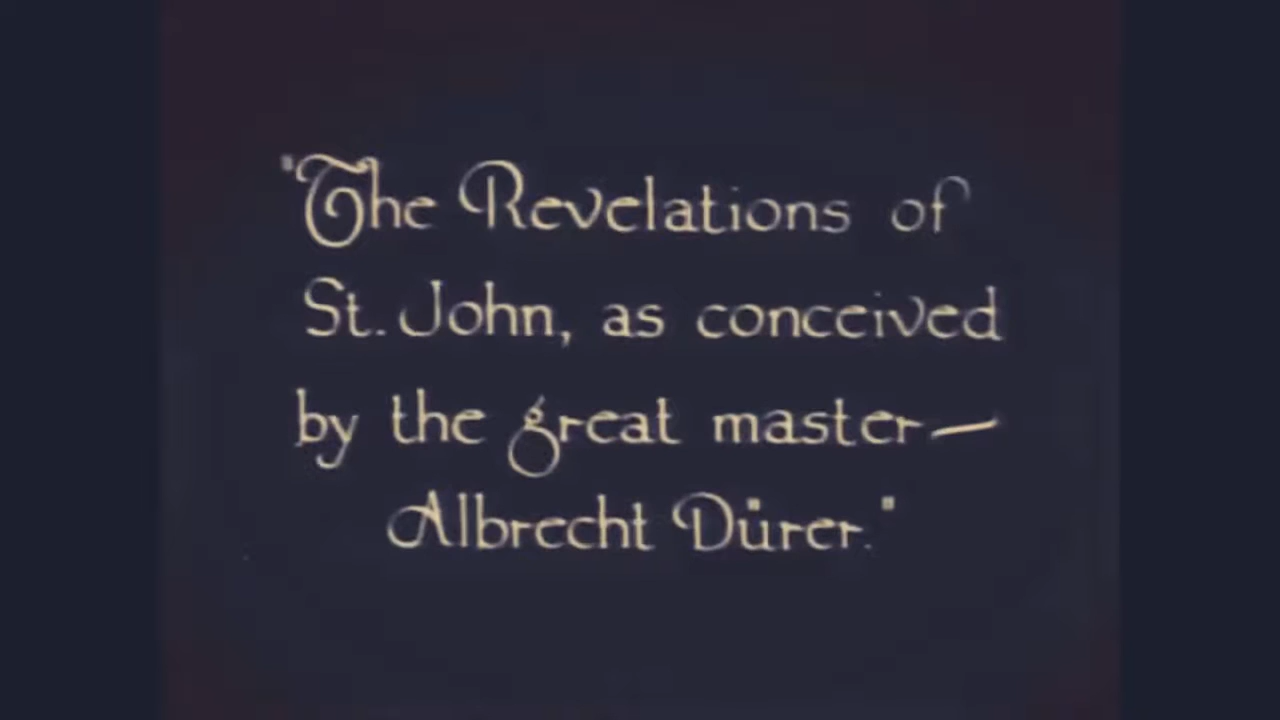 "The Revelations of
St. John, as conceived
by the great master—
Albrecht Dürer."